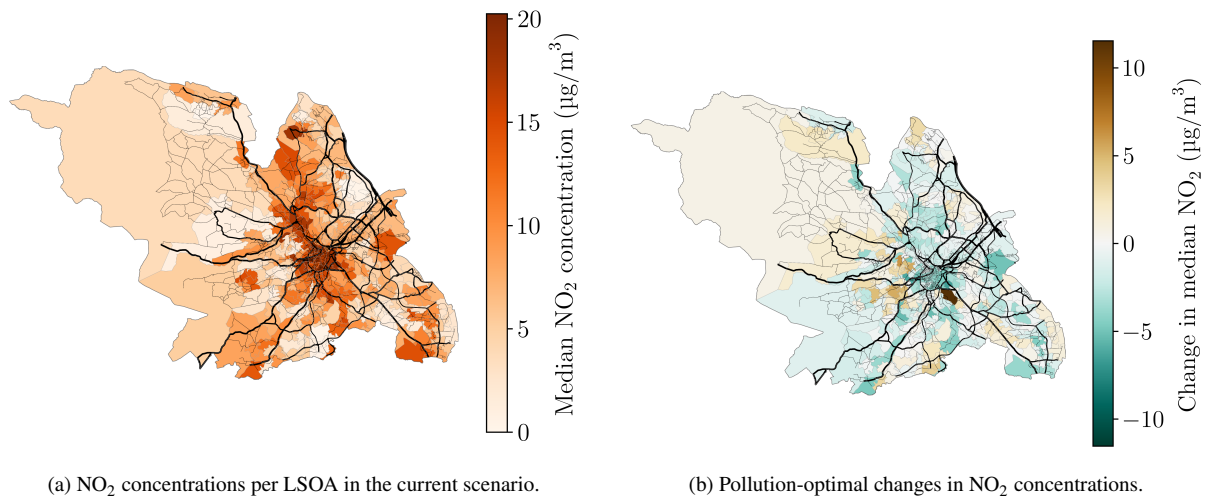 20
15
10
5
0
Median NO₂ concentration (µg/m³)
10
5
0
−5
−10
Change in median NO₂ (µg/m³)
(a) NO₂ concentrations per LSOA in the current scenario.
(b) Pollution-optimal changes in NO₂ concentrations.